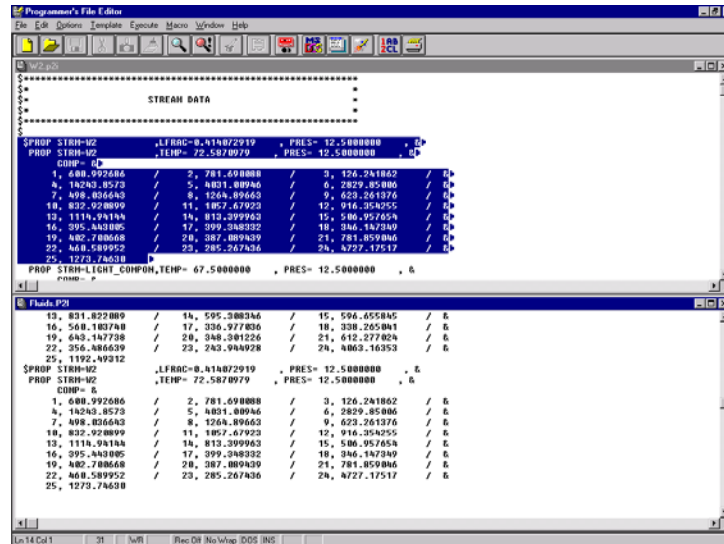 Programmer's File Editor
File Edit Options Template Execute Macro Window Help
W2.p2i
$*
$* STREAM DATA *
$*
$
$PROP STRM=W2 ,LFRAC=0.414072919 , PRES= 12.5000000 , &
PROP STRM=W2 ,TEMP= 72.5870979 , PRES= 12.5000000 , &
COMP= &
1, 600.992686 / 2, 781.698088 / 3, 126.241862 / &
4, 14243.8573 / 5, 4031.00946 / 6, 2829.85006 / &
7, 498.036643 / 8, 1264.89663 / 9, 623.261376 / &
10, 832.920899 / 11, 1057.67923 / 12, 916.354255 / &
13, 1114.94144 / 14, 813.399963 / 15, 506.957654 / &
16, 395.443005 / 17, 399.348332 / 18, 346.147349 / &
19, 402.700668 / 20, 387.089439 / 21, 781.859046 / &
22, 460.589952 / 23, 285.267436 / 24, 4727.17517 / &
25, 1273.74630
PROP STRM=LIGHT_COMPON,TEMP= 67.5000000 , PRES= 12.5000000 , &
COMP= &
Fluids.P2I
13, 831.822089 / 14, 595.308346 / 15, 596.655845 / &
16, 560.103740 / 17, 336.977036 / 18, 338.265041 / &
19, 643.147738 / 20, 348.301226 / 21, 612.277024 / &
22, 356.486639 / 23, 243.944928 / 24, 4063.16353 / &
25, 1192.49312
$PROP STRM=W2 ,LFRAC=0.414072919 , PRES= 12.5000000 , &
PROP STRM=W2 ,TEMP= 72.5870979 , PRES= 12.5000000 , &
COMP= &
1, 600.992686 / 2, 781.698088 / 3, 126.241862 / &
4, 14243.8573 / 5, 4031.00946 / 6, 2829.85006 / &
7, 498.036643 / 8, 1264.89663 / 9, 623.261376 / &
10, 832.920899 / 11, 1057.67923 / 12, 916.354255 / &
13, 1114.94144 / 14, 813.399963 / 15, 506.957654 / &
16, 395.443005 / 17, 399.348332 / 18, 346.147349 / &
19, 402.700668 / 20, 387.089439 / 21, 781.859046 / &
22, 460.589952 / 23, 285.267436 / 24, 4727.17517 / &
25, 1273.74630
Ln 14 Col 1 31 WR Rec Off No Wrap DOS INS